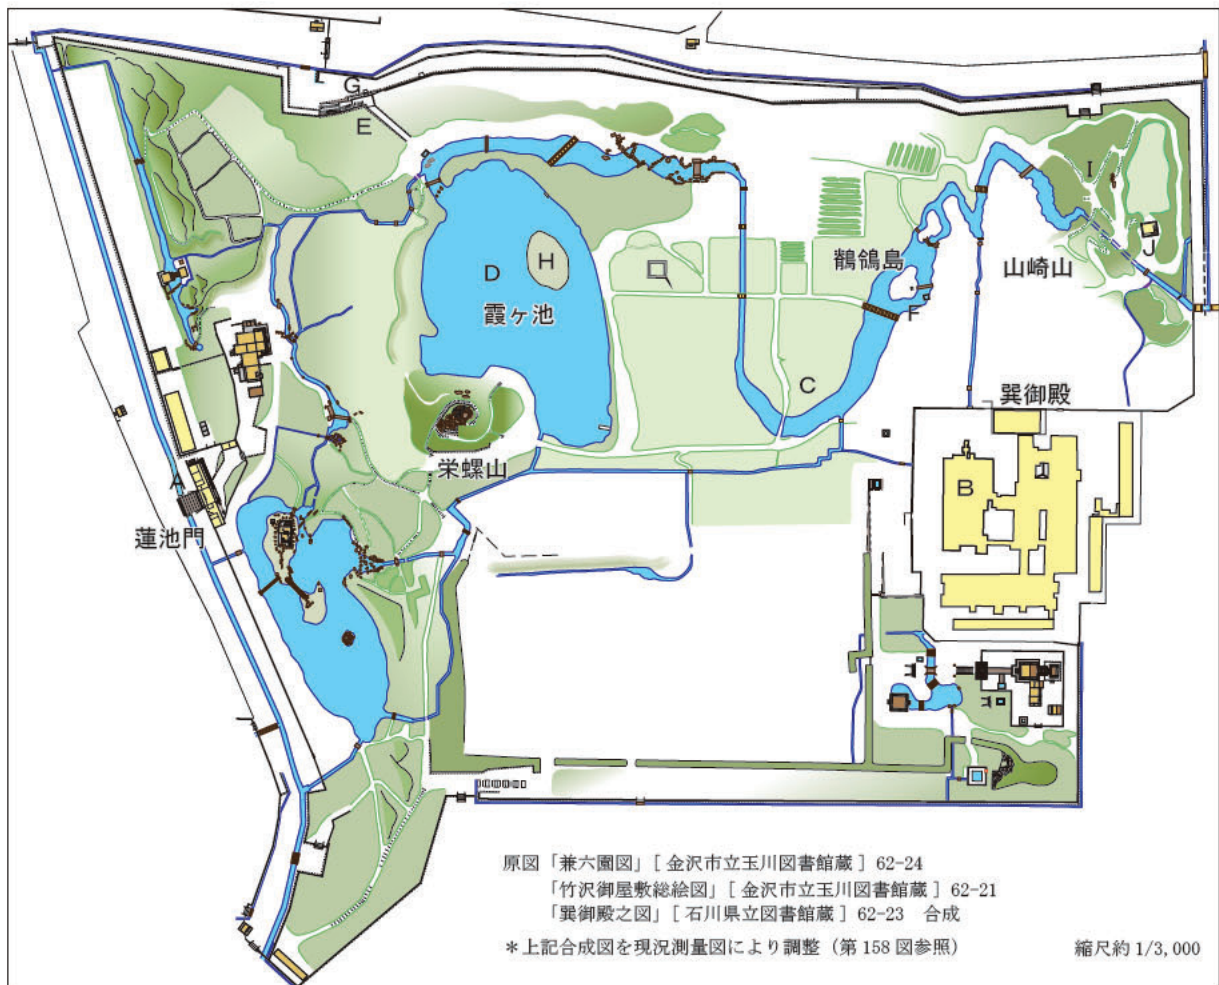 G
E
I
鶺鴒島
J
山崎山
H
D
霞ヶ池
F
C
巽御殿
栄螺山
A
B
蓮池門
原図「兼六園図」[ 金沢市立玉川図書館蔵 ] 62-24
「竹沢御屋敷総絵図」[ 金沢市立玉川図書館蔵 ] 62-21
「巽御殿之図」[ 石川県立図書館蔵 ] 62-23 合成
＊上記合成図を現況測量図により調整（第 158 図参照）
縮尺約 1/3,000